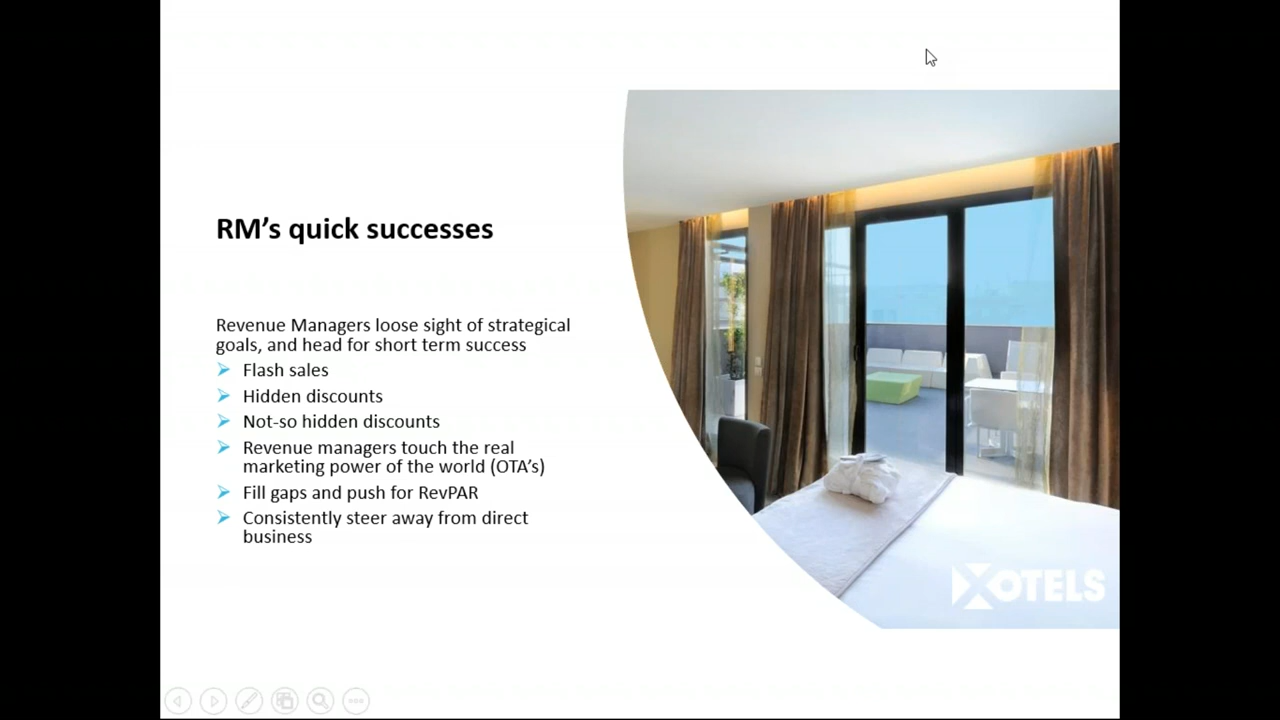 RM’s quick successes
Revenue Managers loose sight of strategical
goals, and head for short term success
Flash sales
Hidden discounts
Not-so hidden discounts
Revenue managers touch the real
marketing power of the world (OTA’s)
Fill gaps and push for RevPAR
Consistently steer away from direct
business
XOTELS